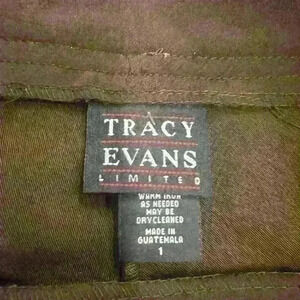 TRACY
EVANS
LIMITED
WARM IRON
AS NEEDED
MAY BE
DRYCLEANED
MADE IN
GUATEMALA
1